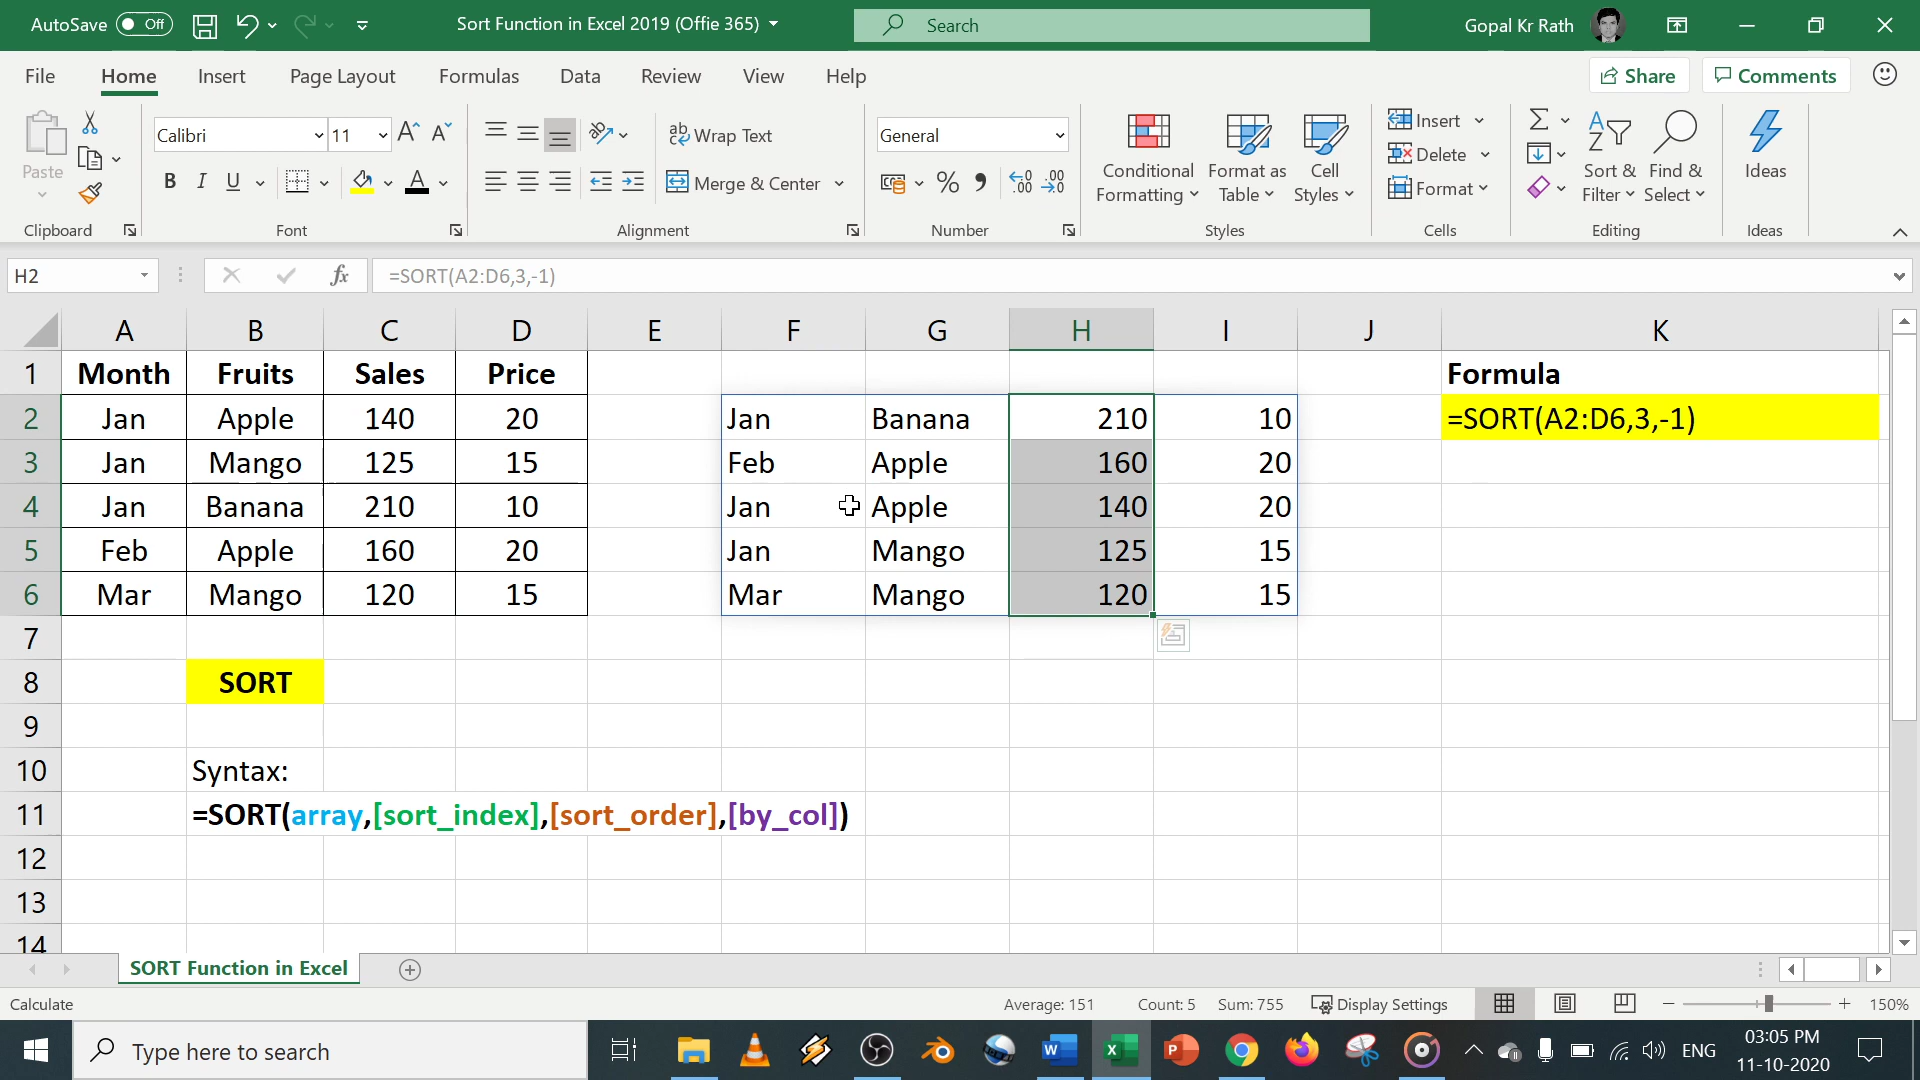 AutoSave Off Sort Function in Excel 2019 (Offie 365) Search Gopal Kr Rath
File Home Insert Page Layout Formulas Data Review View Help Share Comments
Calibri 11 A A ab Wrap Text General Insert
Paste Conditional Format as Cell Delete Sort & Find & Ideas
B I U A Merge & Center % Formatting Table Styles Format Filter Select
Clipboard Font Alignment Number Styles Cells Editing Ideas
H2 fx =SORT(A2:D6,3,-1)
A B C D E F G H I J K
1 Month Fruits Sales Price Formula
2 Jan Apple 140 20 Jan Banana 210 10 =SORT(A2:D6,3,-1)
3 Jan Mango 125 15 Feb Apple 160 20
4 Jan Banana 210 10 Jan Apple 140 20
5 Feb Apple 160 20 Jan Mango 125 15
6 Mar Mango 120 15 Mar Mango 120 15
7
8 SORT
9
10 Syntax:
11 =SORT(array,[sort_index],[sort_order],[by_col])
12
13
14
SORT Function in Excel
Calculate Average: 151 Count: 5 Sum: 755 Display Settings 150%
Type here to search ENG 03:05 PM
11-10-2020